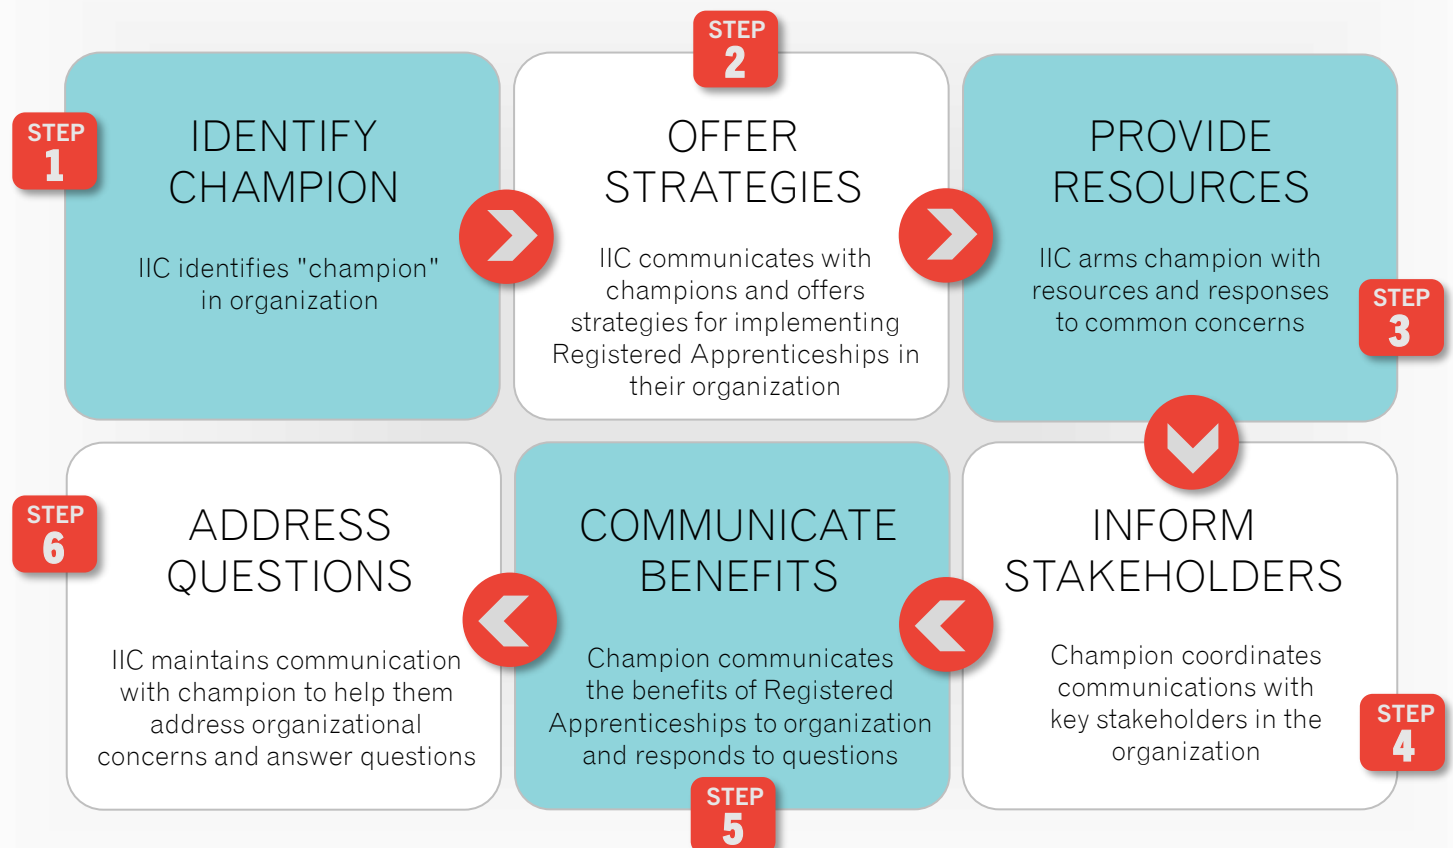 STEP
1
IDENTIFY
CHAMPION
IIC identifies "champion"
in organization
STEP
2
OFFER
STRATEGIES
IIC communicates with
champions and offers
strategies for implementing
Registered Apprenticeships in
their organization
PROVIDE
RESOURCES
IIC arms champion with
resources and responses
to common concerns
STEP
3
INFORM
STAKEHOLDERS
Champion coordinates
communications with
key stakeholders in the
organization
STEP
4
COMMUNICATE
BENEFITS
Champion communicates
the benefits of Registered
Apprenticeships to organization
and responds to questions
STEP
5
STEP
6
ADDRESS
QUESTIONS
IIC maintains communication
with champion to help them
address organizational
concerns and answer questions